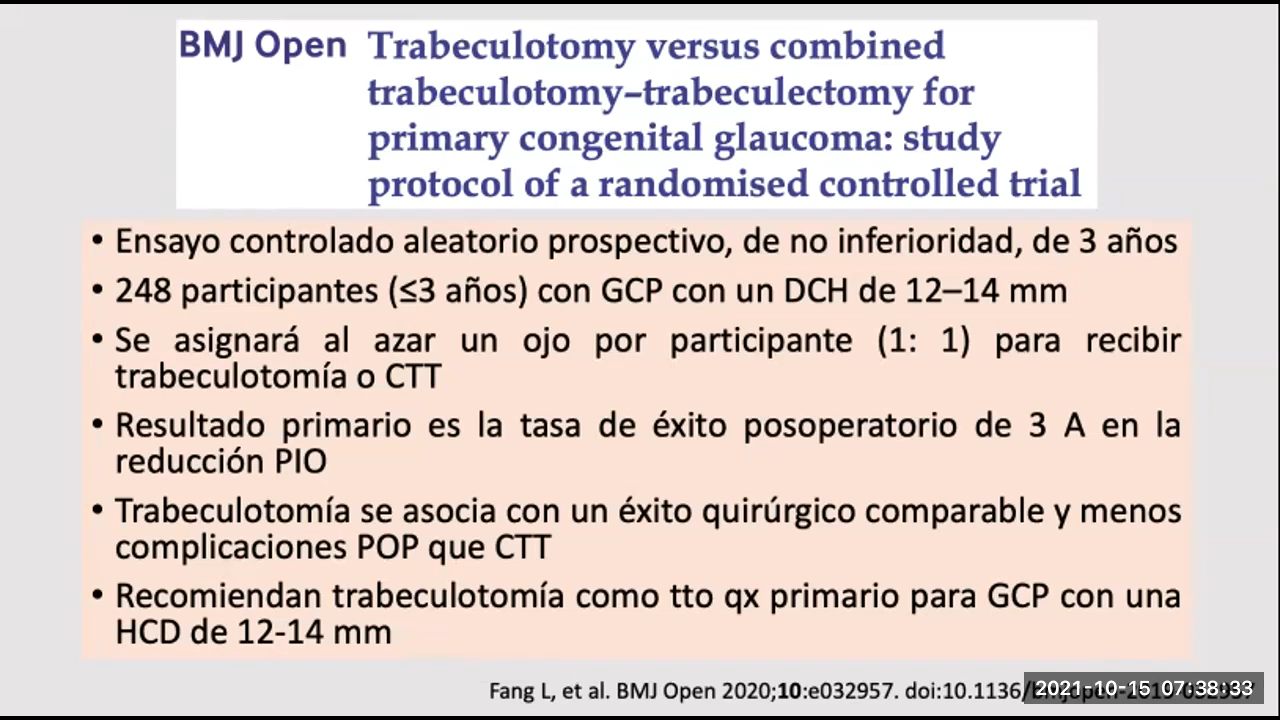 BMJ Open Trabeculotomy versus combined
trabeculotomy–trabeculectomy for
primary congenital glaucoma: study
protocol of a randomised controlled trial
• Ensayo controlado aleatorio prospectivo, de no inferioridad, de 3 años
• 248 participantes (≤3 años) con GCP con un DCH de 12–14 mm
• Se asignará al azar un ojo por participante (1: 1) para recibir
trabeculotomía o CTT
• Resultado primario es la tasa de éxito posoperatorio de 3 A en la
reducción PIO
• Trabeculotomía se asocia con un éxito quirúrgico comparable y menos
complicaciones POP que CTT
• Recomiendan trabeculotomía como tto qx primario para GCP con una
HCD de 12-14 mm
Fang L, et al. BMJ Open 2020;10:e032957. doi:10.1136/
2021-10-15 07:38:33